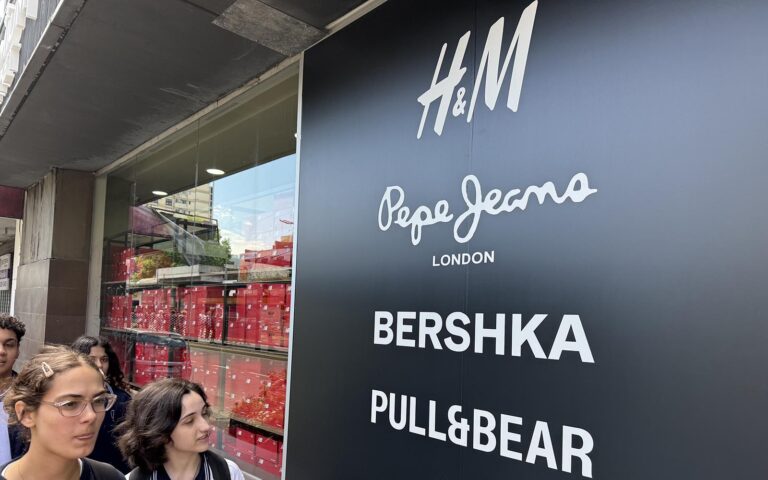 H&M
Pepe Jeans
LONDON
BERSHKA
PULL&BEAR